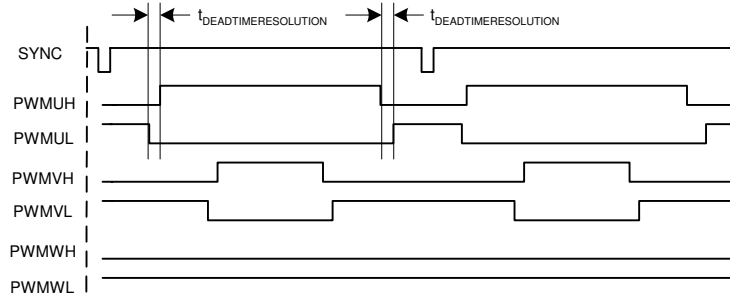 tDEADTIMERESOLUTION tDEADTIMERESOLUTION
SYNC
PWMUH
PWMUL
PWMVH
PWMVL
PWMWH
PWMWL